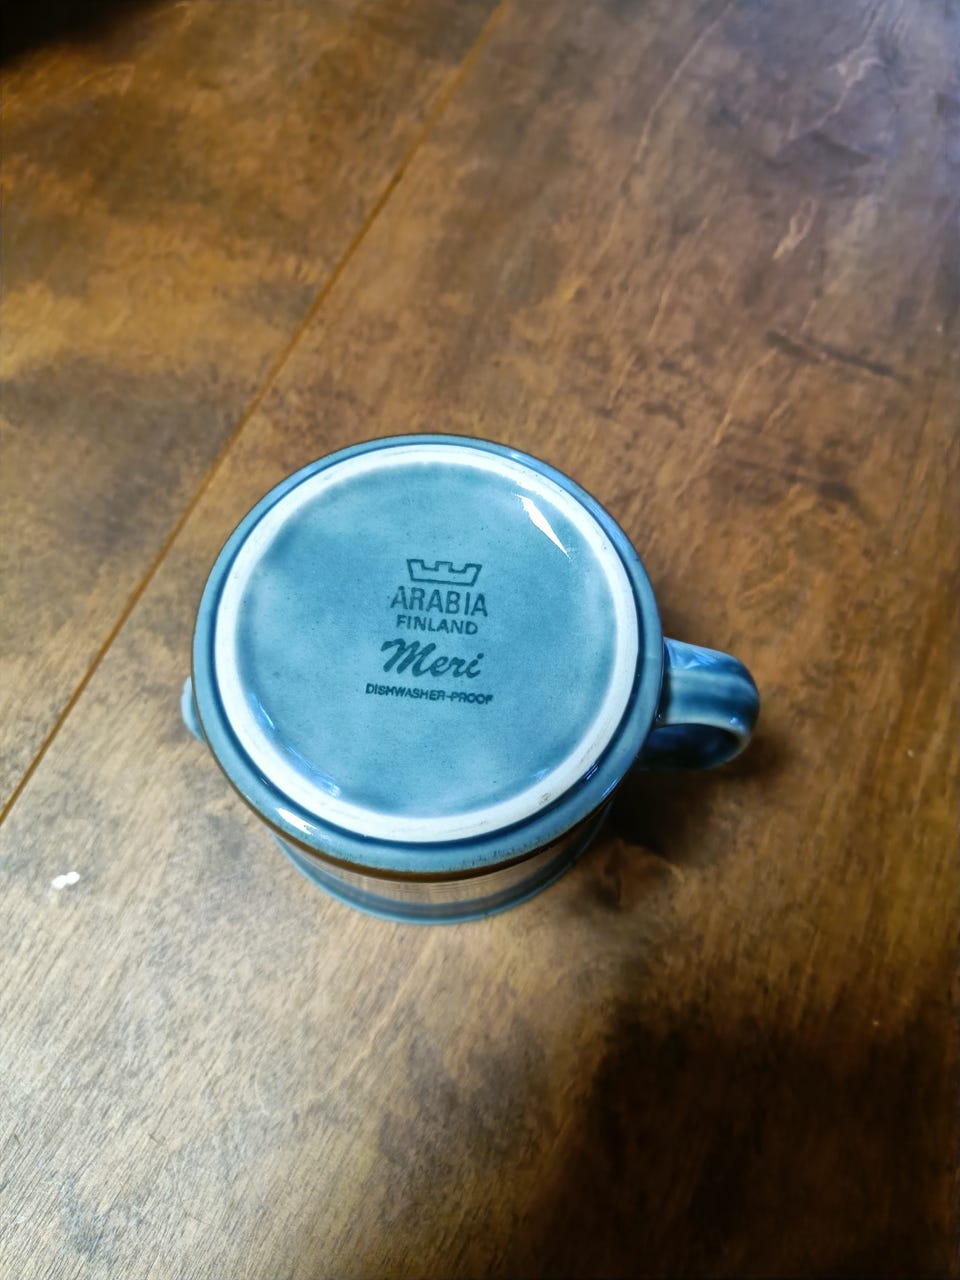 ARABIA
FINLAND
Meri
DISHWASHER-PROOF